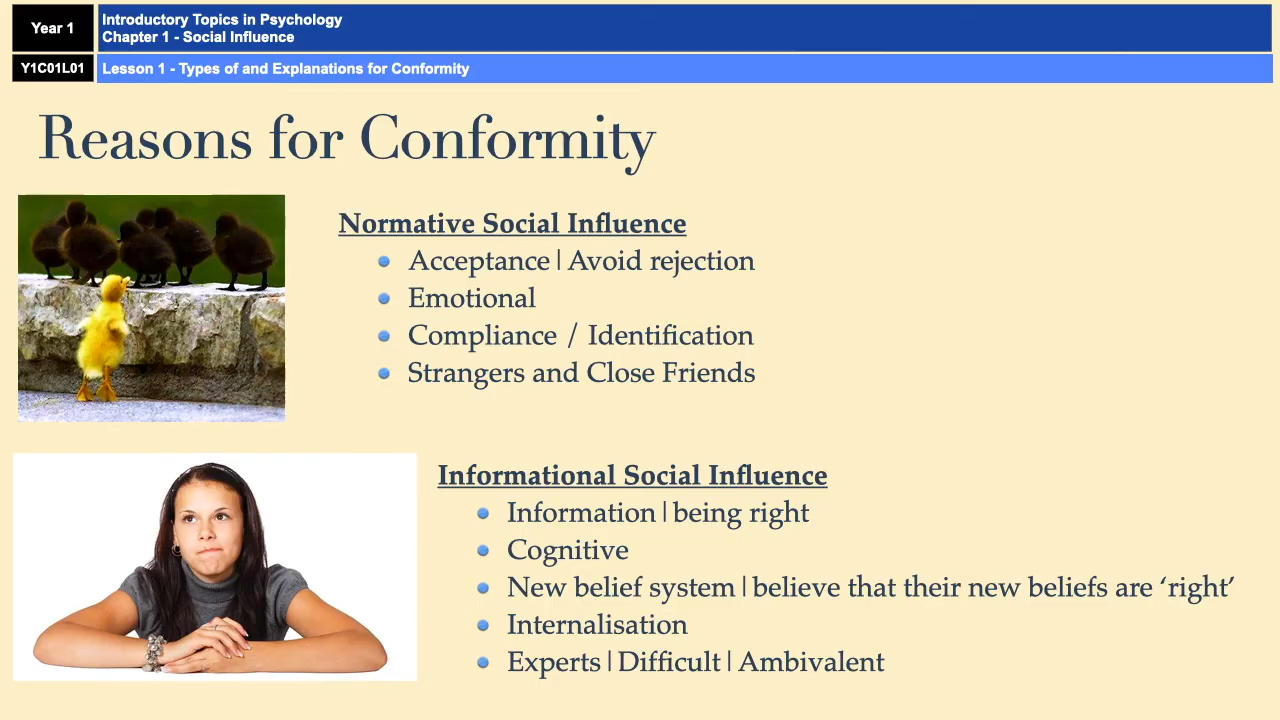 Year 1
Introductory Topics in Psychology
Chapter 1 - Social Influence
Y1C01L01
Lesson 1 - Types of and Explanations for Conformity
Reasons for Conformity
Normative Social Influence
Acceptance | Avoid rejection
Emotional
Compliance / Identification
Strangers and Close Friends
Informational Social Influence
Information | being right
Cognitive
New belief system | believe that their new beliefs are ‘right’
Internalisation
Experts | Difficult | Ambivalent